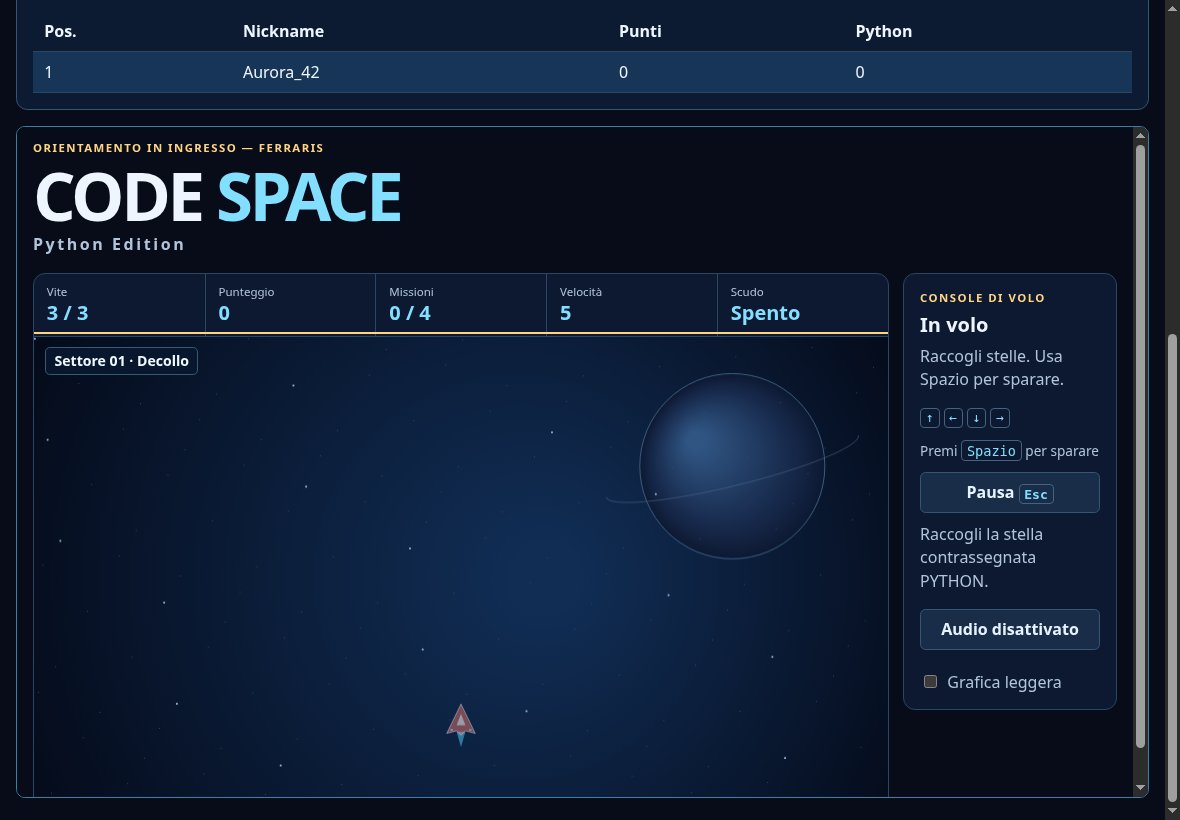 Pos. Nickname Punti Python
1 Aurora_42 0 0
ORIENTAMENTO IN INGRESSO — FERRARIS
CODE SPACE
Python Edition
Vite Punteggio Missioni Velocità Scudo
3 / 3 0 0 / 4 5 Spento
Settore 01 · Decollo
CONSOLE DI VOLO
In volo
Raccogli stelle. Usa
Spazio per sparare.
↑ ← ↓ →
Premi Spazio per sparare
Pausa Esc
Raccogli la stella
contrassegnata
PYTHON.
Audio disattivato
Grafica leggera